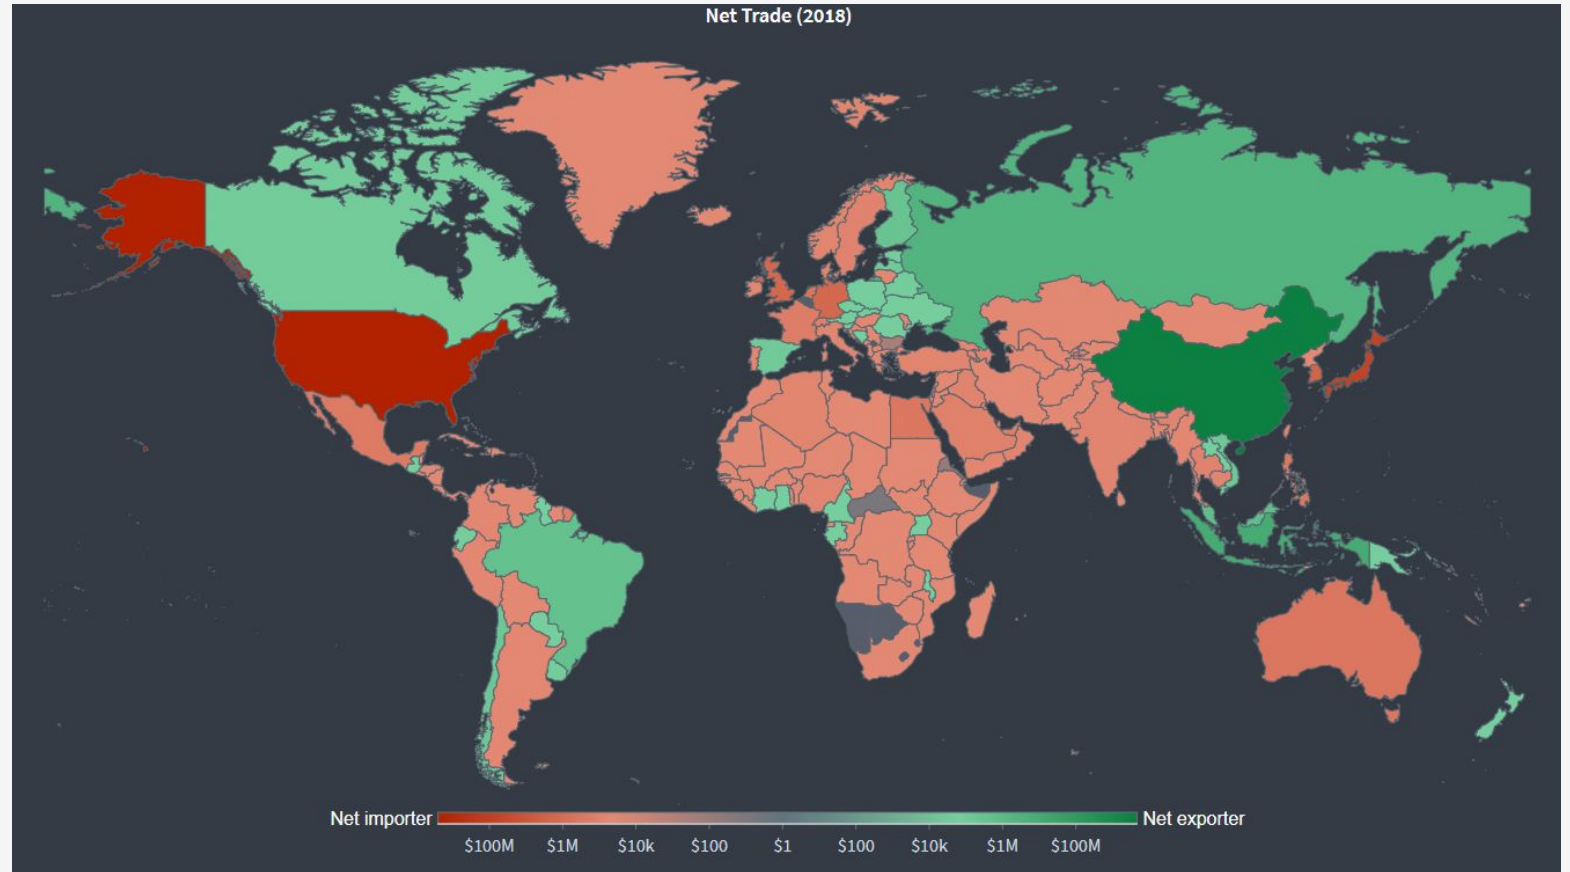 Net Trade (2018)
Net importer Net exporter
$100M $1M $10k $100 $1 $100 $10k $1M $100M